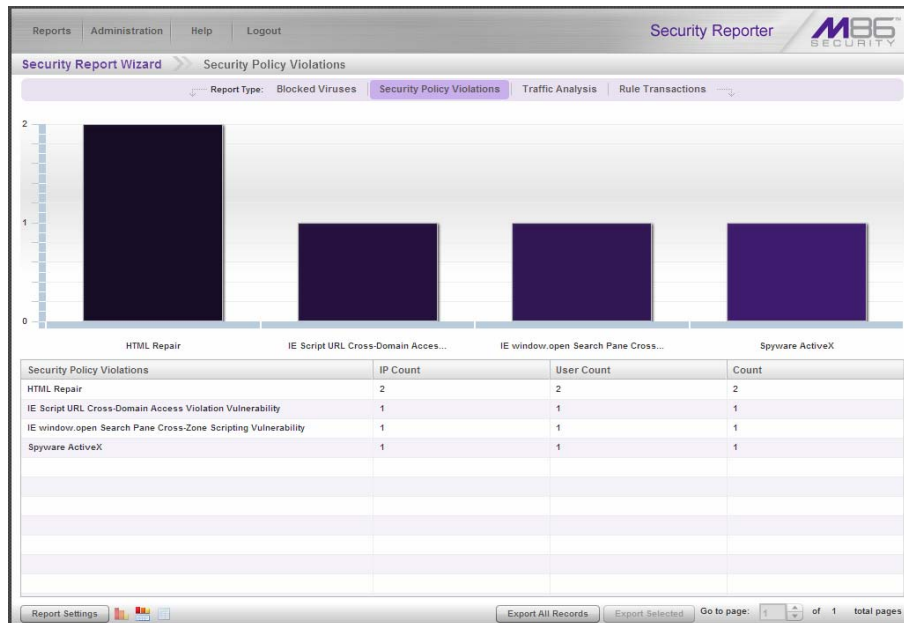 Reports Administration Help Logout Security Reporter M86 SECURITY
Security Report Wizard Security Policy Violations
Report Type: Blocked Viruses Security Policy Violations Traffic Analysis Rule Transactions
2
1
0
HTML Repair IE Script URL Cross-Domain Acces... IE window.open Search Pane Cross... Spyware ActiveX
Security Policy Violations IP Count User Count Count
HTML Repair 2 2 2
IE Script URL Cross-Domain Access Violation Vulnerability 1 1 1
IE window.open Search Pane Cross-Zone Scripting Vulnerability 1 1 1
Spyware ActiveX 1 1 1
Report Settings Export All Records Export Selected Go to page: 1 of 1 total pages